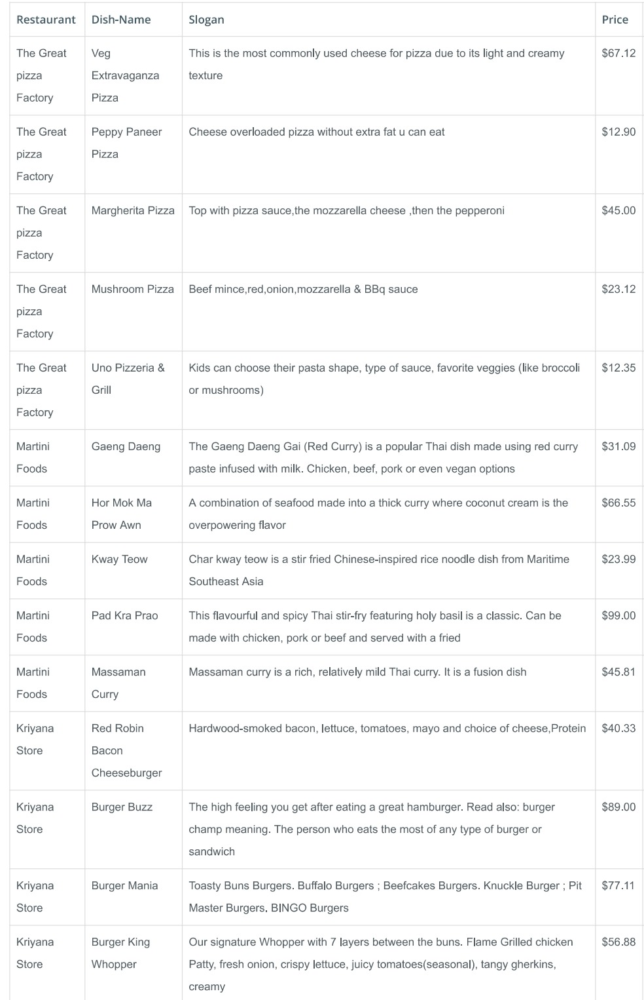 Restaurant Dish-Name Slogan Price
The Great Veg This is the most commonly used cheese for pizza due to its light and creamy $67.12
pizza Extravaganza texture
Factory Pizza
The Great Peppy Paneer Cheese overloaded pizza without extra fat u can eat $12.90
pizza Pizza
Factory
The Great Margherita Pizza Top with pizza sauce,the mozzarella cheese ,then the pepperoni $45.00
pizza
Factory
The Great Mushroom Pizza Beef mince,red,onion,mozzarella & BBq sauce $23.12
pizza
Factory
The Great Uno Pizzeria & Kids can choose their pasta shape, type of sauce, favorite veggies (like broccoli $12.35
pizza Grill or mushrooms)
Factory
Martini Gaeng Daeng The Gaeng Daeng Gai (Red Curry) is a popular Thai dish made using red curry $31.09
Foods paste infused with milk. Chicken, beef, pork or even vegan options
Martini Hor Mok Ma A combination of seafood made into a thick curry where coconut cream is the $66.55
Foods Prow Awn overpowering flavor
Martini Kway Teow Char kway teow is a stir fried Chinese-inspired rice noodle dish from Maritime $23.99
Foods Southeast Asia
Martini Pad Kra Prao This flavourful and spicy Thai stir-fry featuring holy basil is a classic. Can be $99.00
Foods made with chicken, pork or beef and served with a fried
Martini Massaman Massaman curry is a rich, relatively mild Thai curry. It is a fusion dish $45.81
Foods Curry
Kriyana Red Robin Hardwood-smoked bacon, lettuce, tomatoes, mayo and choice of cheese,Protein $40.33
Store Bacon
Cheeseburger
Kriyana Burger Buzz The high feeling you get after eating a great hamburger. Read also: burger $89.00
Store champ meaning. The person who eats the most of any type of burger or
sandwich
Kriyana Burger Mania Toasty Buns Burgers. Buffalo Burgers ; Beefcakes Burgers. Knuckle Burger ; Pit $77.11
Store Master Burgers. BINGO Burgers
Kriyana Burger King Our signature Whopper with 7 layers between the buns. Flame Grilled chicken $56.88
Store Whopper Patty, fresh onion, crispy lettuce, juicy tomatoes(seasonal), tangy gherkins,
creamy